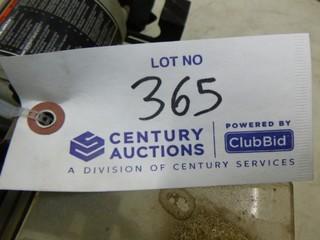 LOT NO
365
CENTURY AUCTIONS
POWERED BY
ClubBid
A DIVISION OF CENTURY SERVICES